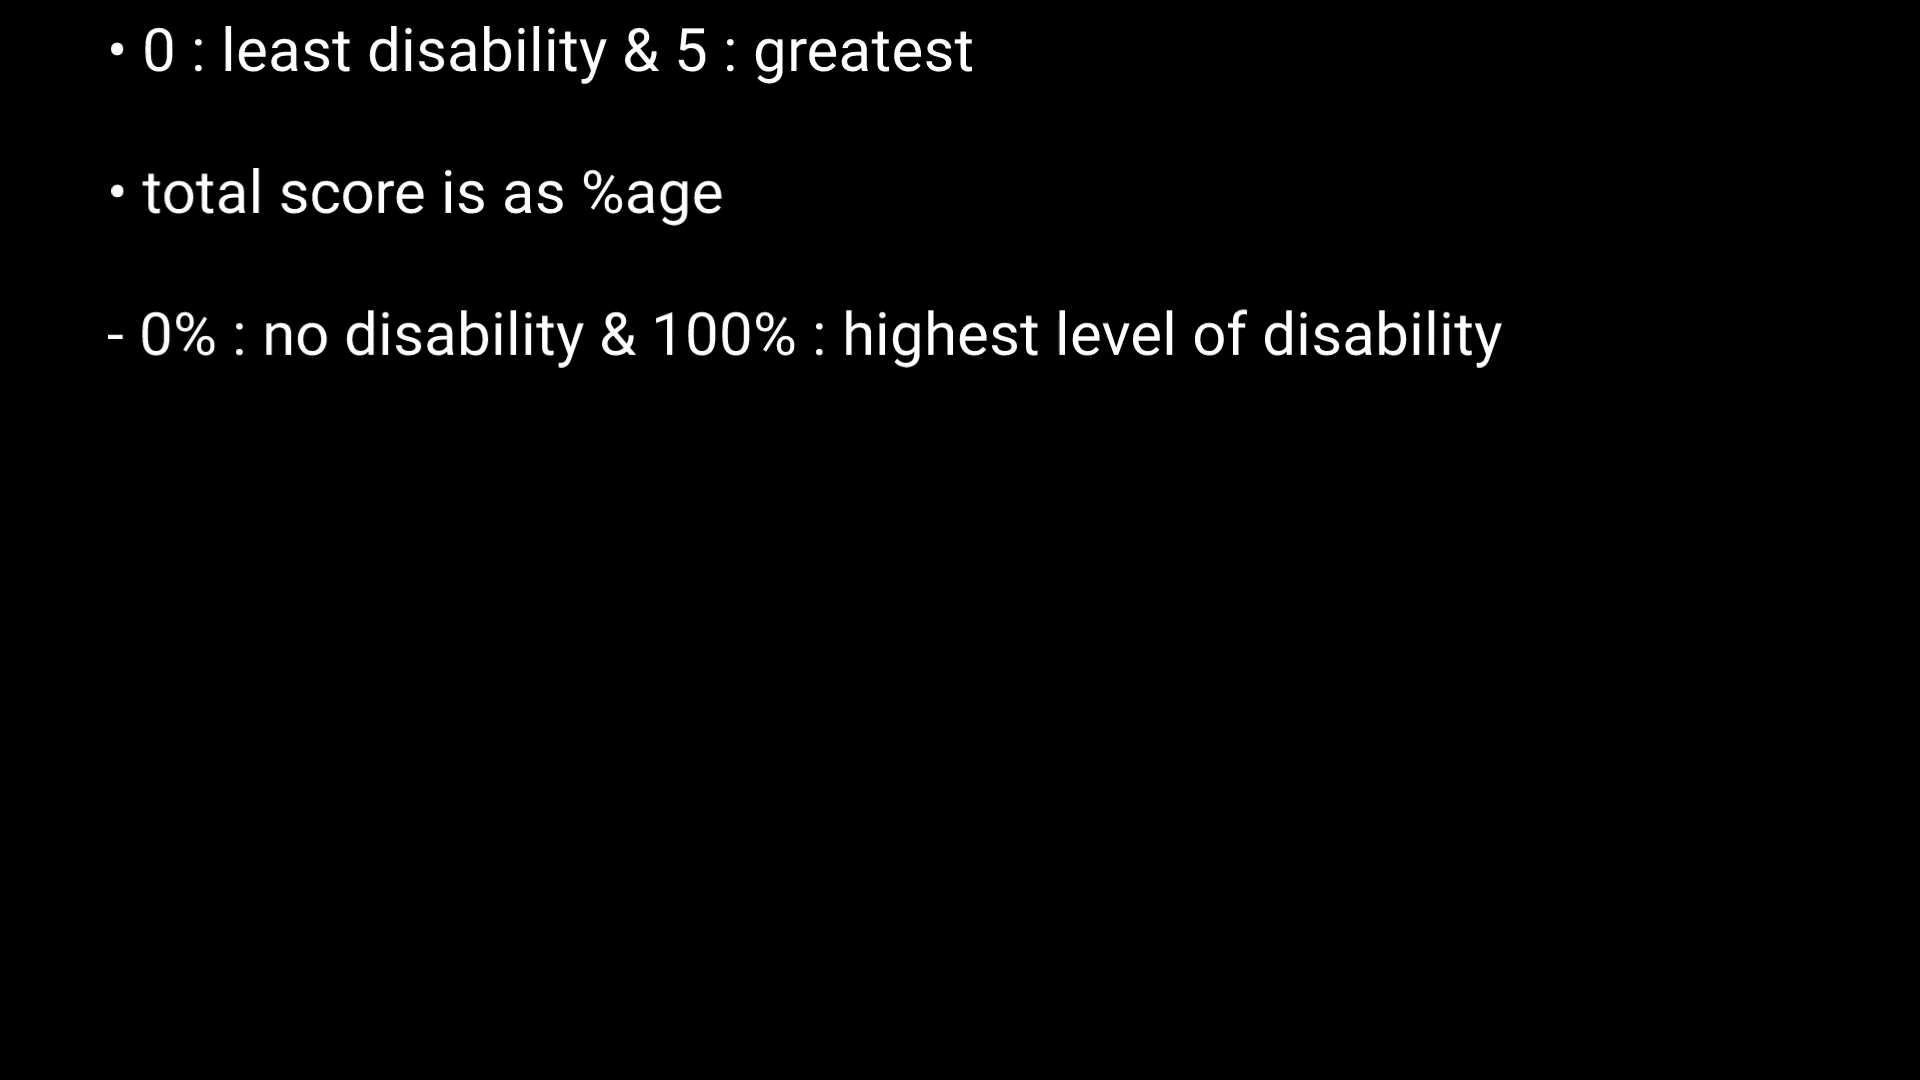 • 0 : least disability & 5 : greatest
• total score is as %age
- 0% : no disability & 100% : highest level of disability